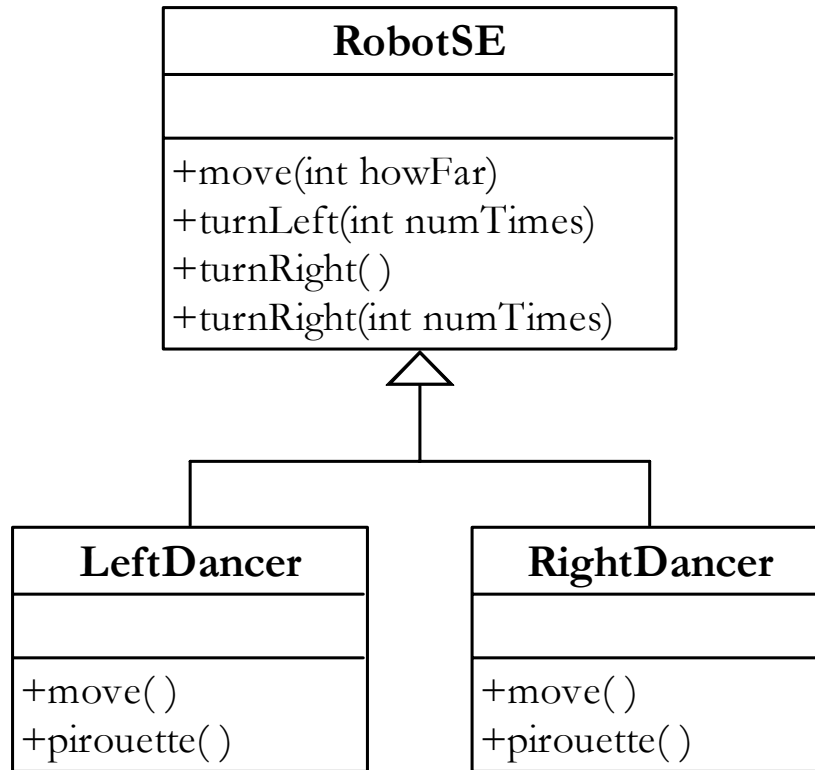 RobotSE
+move(int howFar)
+turnLeft(int numTimes)
+turnRight( )
+turnRight(int numTimes)
LeftDancer
+move( )
+pirouette( )
RightDancer
+move( )
+pirouette( )